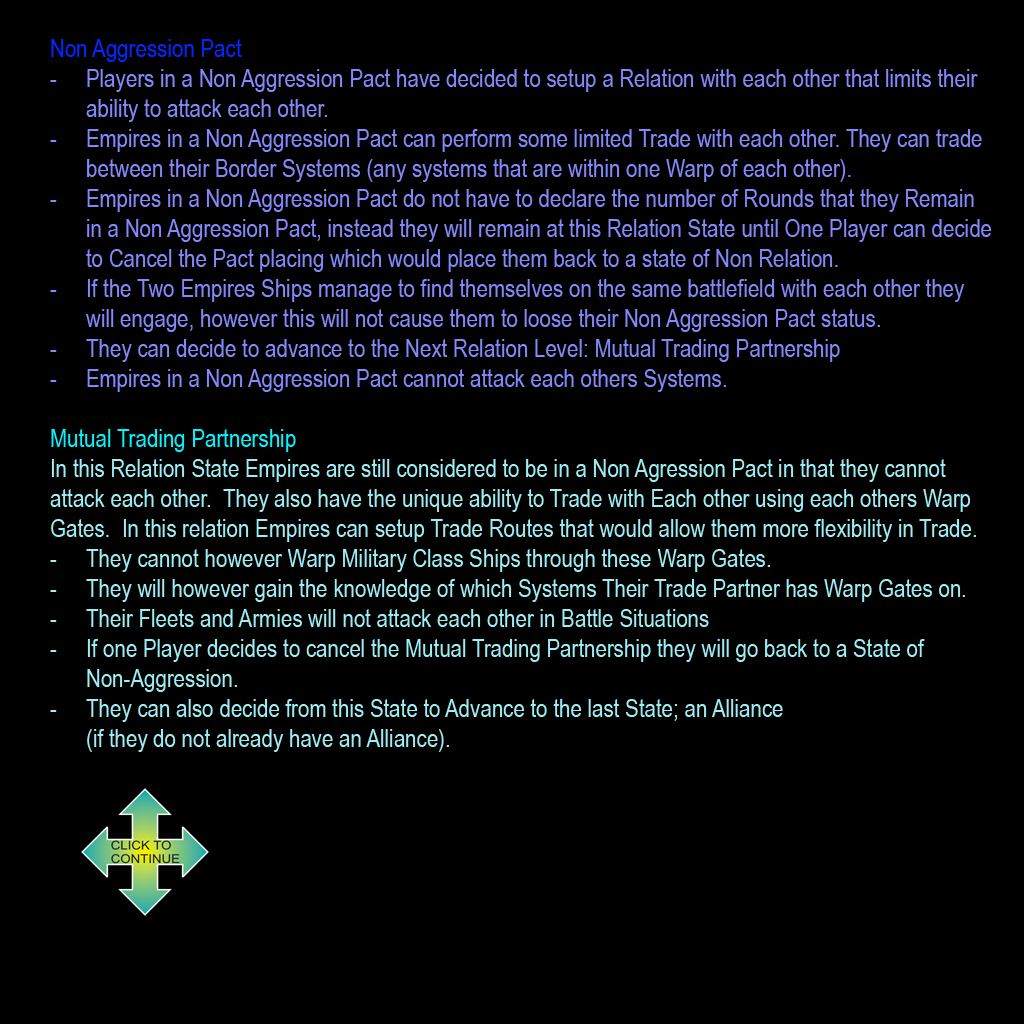 Non Aggression Pact
- Players in a Non Aggression Pact have decided to setup a Relation with each other that limits their
ability to attack each other.
- Empires in a Non Aggression Pact can perform some limited Trade with each other. They can trade
between their Border Systems (any systems that are within one Warp of each other).
- Empires in a Non Aggression Pact do not have to declare the number of Rounds that they Remain
in a Non Aggression Pact, instead they will remain at this Relation State until One Player can decide
to Cancel the Pact placing which would place them back to a state of Non Relation.
- If the Two Empires Ships manage to find themselves on the same battlefield with each other they
will engage, however this will not cause them to loose their Non Aggression Pact status.
- They can decide to advance to the Next Relation Level: Mutual Trading Partnership
- Empires in a Non Aggression Pact cannot attack each others Systems.
Mutual Trading Partnership
In this Relation State Empires are still considered to be in a Non Agression Pact in that they cannot
attack each other.  They also have the unique ability to Trade with Each other using each others Warp
Gates.  In this relation Empires can setup Trade Routes that would allow them more flexibility in Trade.
- They cannot however Warp Military Class Ships through these Warp Gates.
- They will however gain the knowledge of which Systems Their Trade Partner has Warp Gates on.
- Their Fleets and Armies will not attack each other in Battle Situations
- If one Player decides to cancel the Mutual Trading Partnership they will go back to a State of
Non-Aggression.
- They can also decide from this State to Advance to the last State; an Alliance
(if they do not already have an Alliance).
CLICK TO
CONTINUE